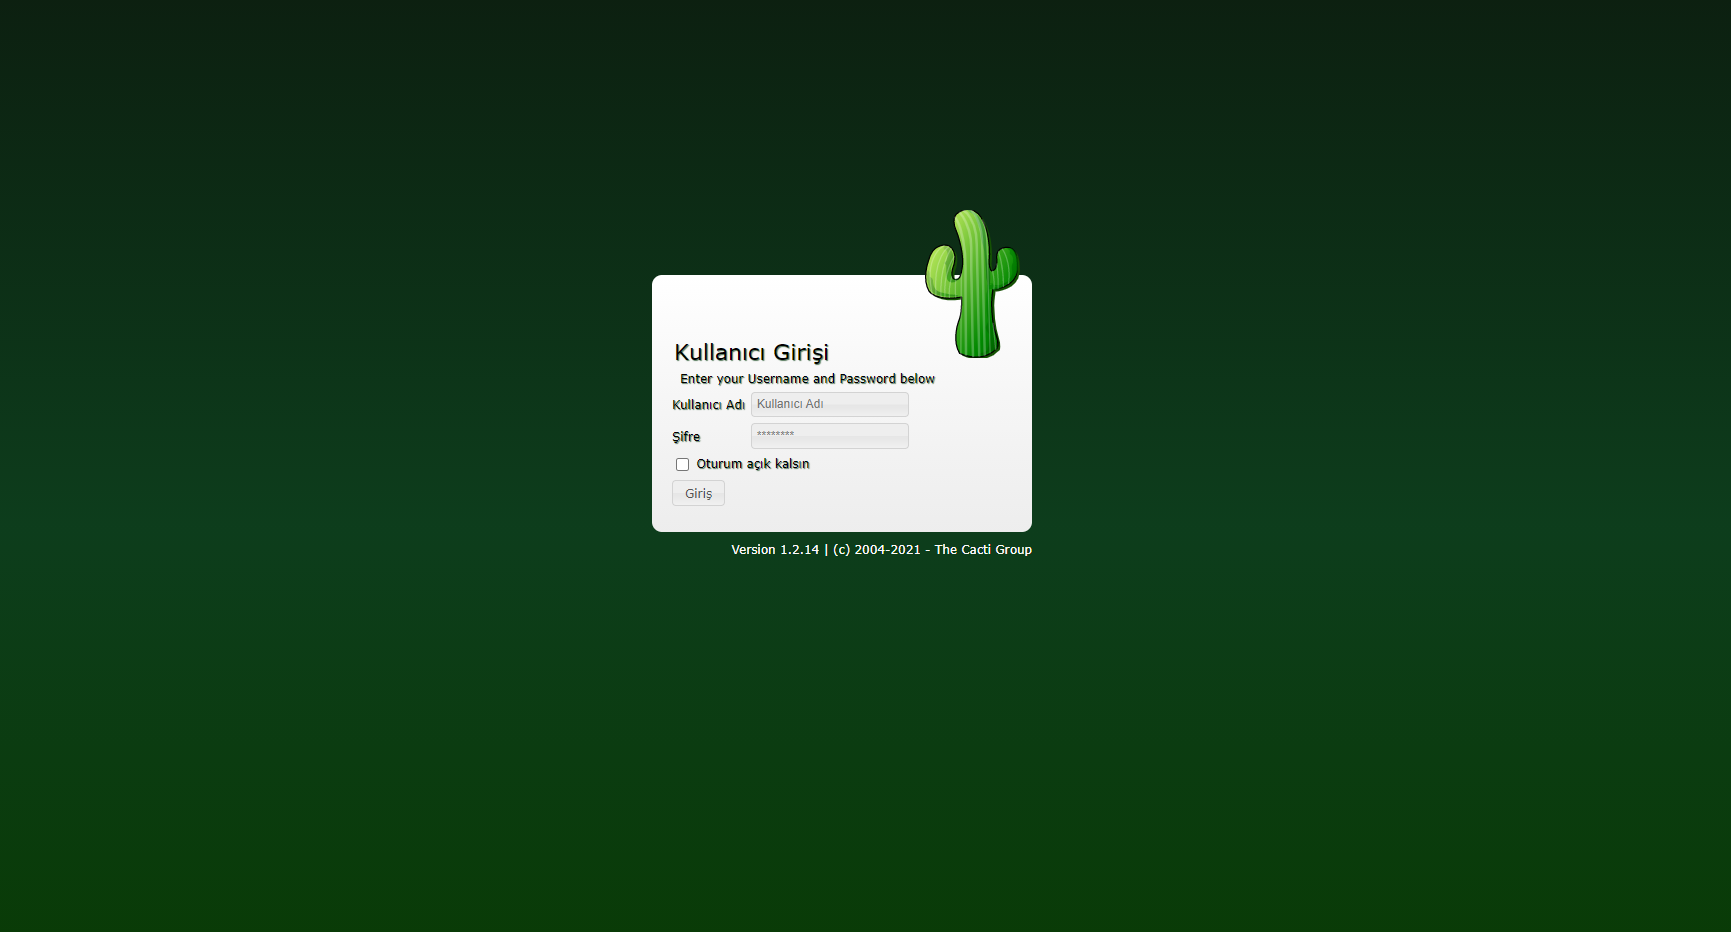 Kullanıcı Girişi
Enter your Username and Password below
Kullanıcı Adı Kullanıcı Adı
Şifre ********
Oturum açık kalsın
Giriş
Version 1.2.14 | (c) 2004-2021 - The Cacti Group